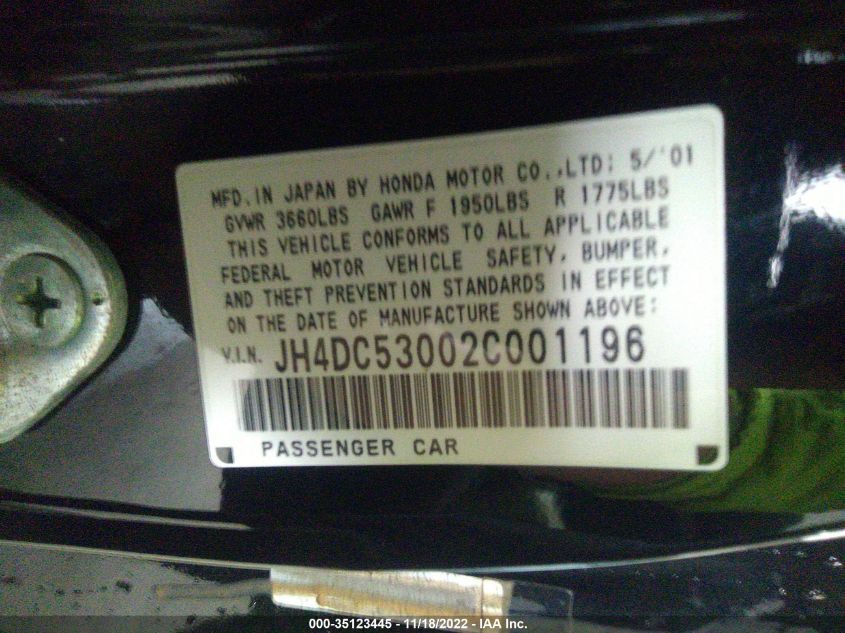 MFD. IN JAPAN BY HONDA MOTOR CO., LTD: 5/'01
GVWR 3660LBS GAWR F 1950LBS R 1775LBS
THIS VEHICLE CONFORMS TO ALL APPLICABLE
FEDERAL MOTOR VEHICLE SAFETY, BUMPER,
AND THEFT PREVENTION STANDARDS IN EFFECT
ON THE DATE OF MANUFACTURE SHOWN ABOVE:
V.I.N. JH4DC53002C001196
PASSENGER CAR
000-35123445 - 11/18/2022 - IAA Inc.